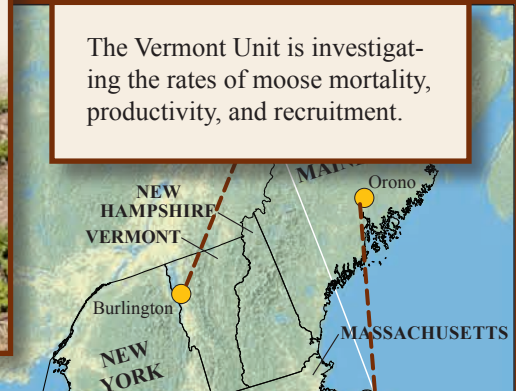 The Vermont Unit is investigat-
ing the rates of moose mortality,
productivity, and recruitment.
MAINE
Orono
NEW
HAMPSHIRE
VERMONT
Burlington
MASSACHUSETTS
NEW
YORK